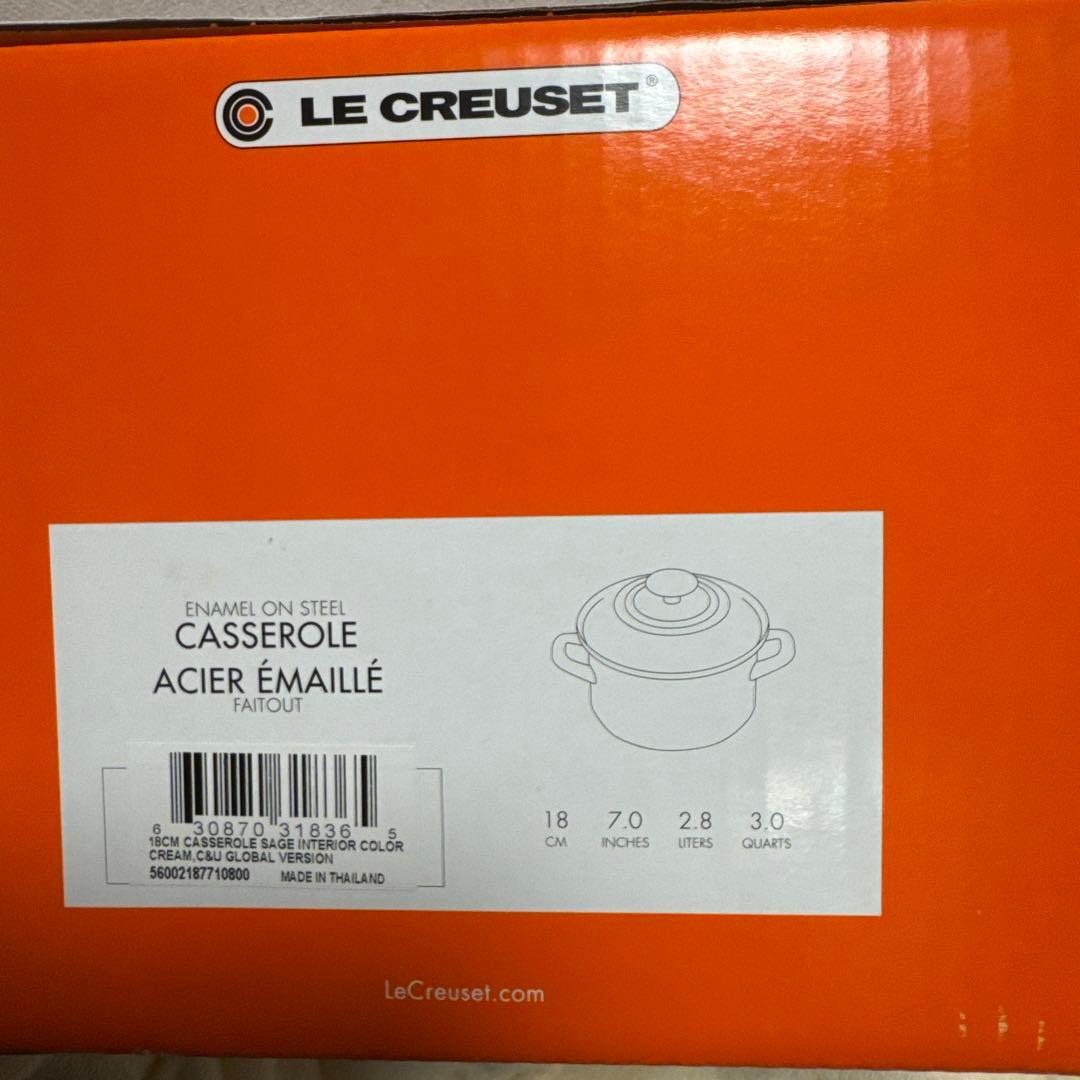 LE CREUSET®
ENAMEL ON STEEL
CASSEROLE
ACIER ÉMAILLÉ
FAITOUT
6 30870 31836 5
18CM CASSEROLE SAGE INTERIOR COLOR
CREAM,C&U GLOBAL VERSION
56002187710800 MADE IN THAILAND
18 7.0 2.8 3.0
CM INCHES LITERS QUARTS
LeCreuset.com